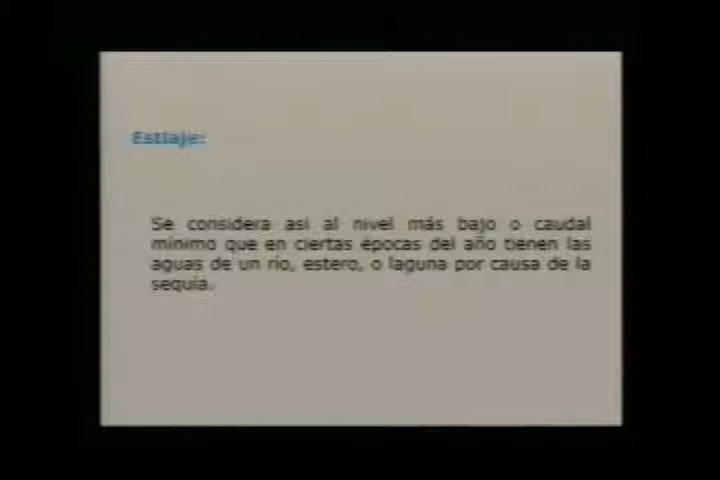 Estiaje:
Se considera así al nivel más bajo o caudal
mínimo que en ciertas épocas del año tienen las
aguas de un río, estero, o laguna por causa de la
sequía.